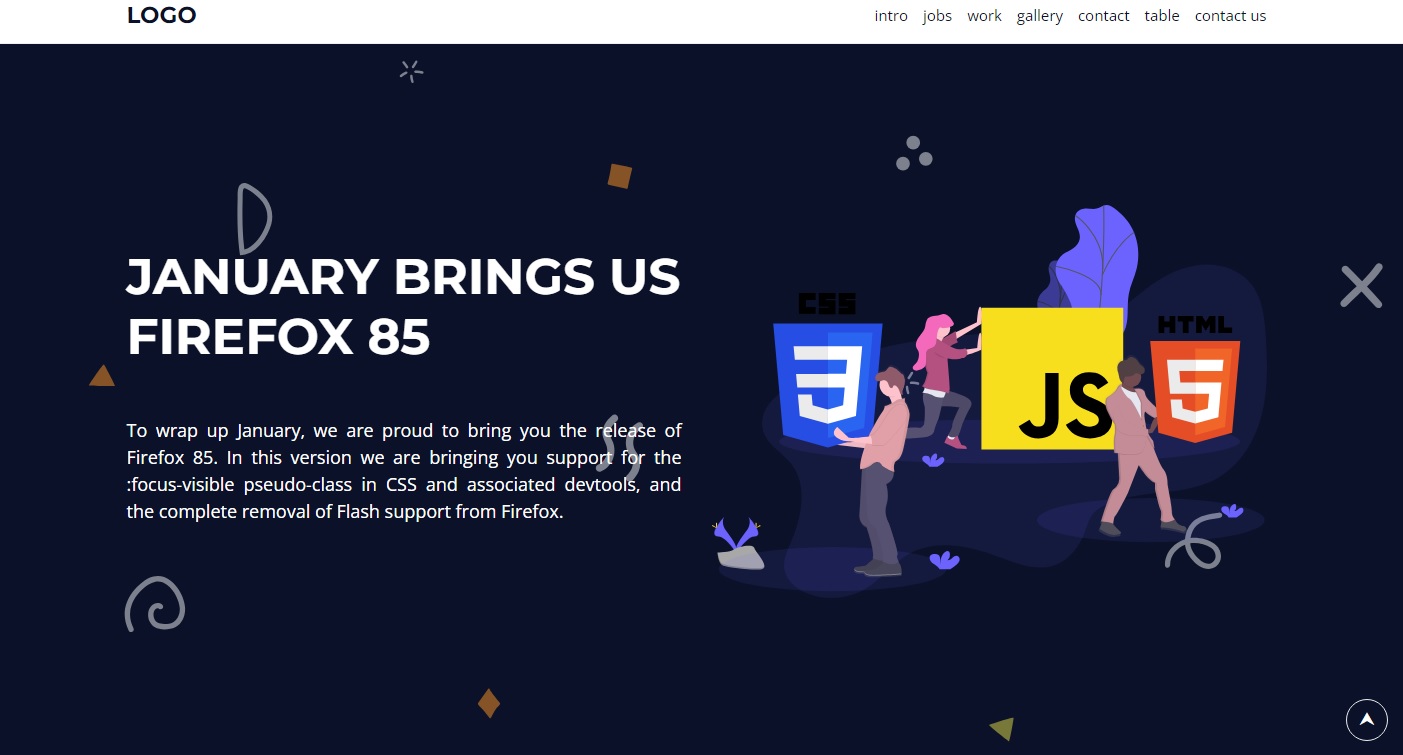 LOGO
intro jobs work gallery contact table contact us
JANUARY BRINGS US
FIREFOX 85
To wrap up January, we are proud to bring you the release of
Firefox 85. In this version we are bringing you support for the
:focus-visible pseudo-class in CSS and associated devtools, and
the complete removal of Flash support from Firefox.
CSS
3
JS
HTML
5